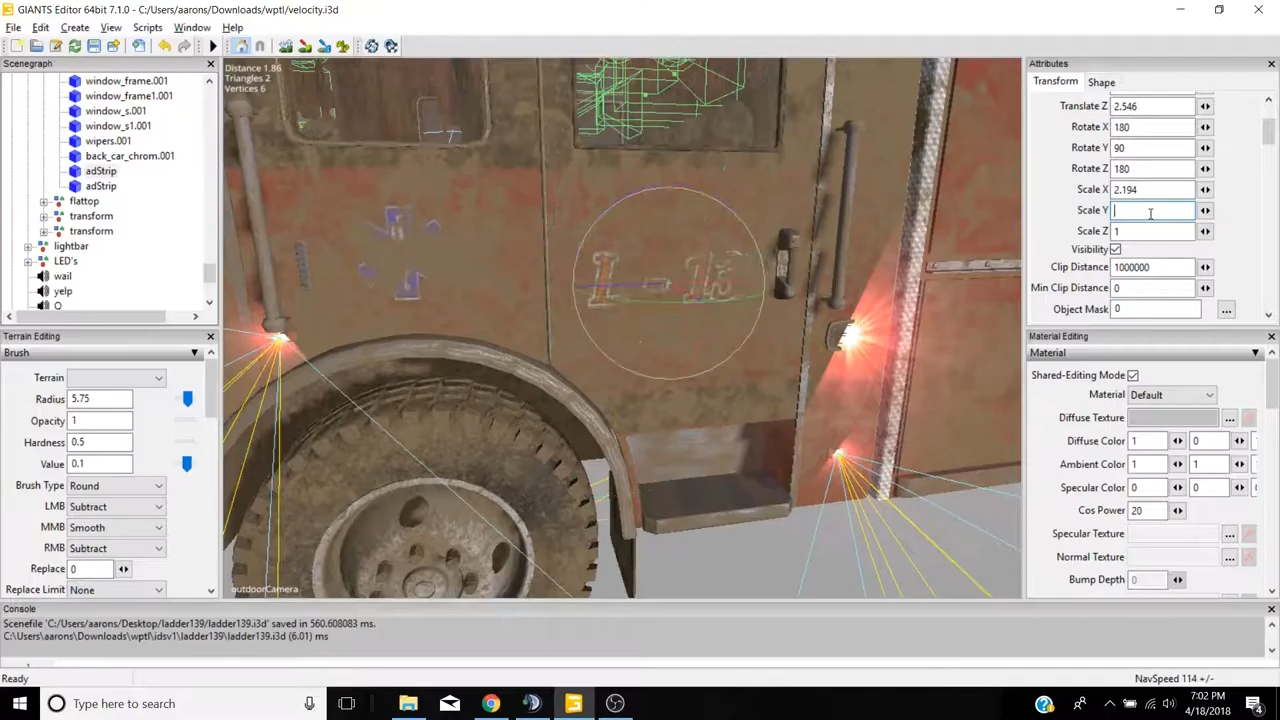 GIANTS Editor 64bit 7.1.0 - C:/Users/aarons/Downloads/wptl/velocity.i3d
File Edit Create View Scripts Window Help
Scenegraph
window_frame.001
window_frame1.001
window_s.001
window_s1.001
wipers.001
back_car_chrom.001
adStrip
adStrip
flattop
transform
transform
lightbar
LED's
wail
yelp
Q
Terrain Editing
Brush
Terrain
Radius 5.75
Opacity 1
Hardness 0.5
Value 0.1
Brush Type Round
LMB Subtract
MMB Smooth
RMB Subtract
Replace 0
Replace Limit None
Distance 1.86
Triangles 2
Vertices 6
outdoorCamera
Attributes
Transform Shape
Translate Z 2.546
Rotate X 180
Rotate Y 90
Rotate Z 180
Scale X 2.194
Scale Y
Scale Z 1
Visibility
Clip Distance 1000000
Min Clip Distance 0
Object Mask 0 ...
Material Editing
Material
Shared-Editing Mode
Material Default
Diffuse Texture ...
Diffuse Color 1 0
Ambient Color 1 1
Specular Color 0 0
Cos Power 20
Specular Texture ...
Normal Texture ...
Bump Depth 0
Console
Scenefile 'C:/Users/aarons/Desktop/ladder139/ladder139.i3d' saved in 560.608083 ms.
C:\Users\aarons\Downloads\wptl\idsv1\ladder139\ladder139.i3d (6.01) ms
1
Ready
NavSpeed 114 +/-
Type here to search
7:02 PM
4/18/2018
4